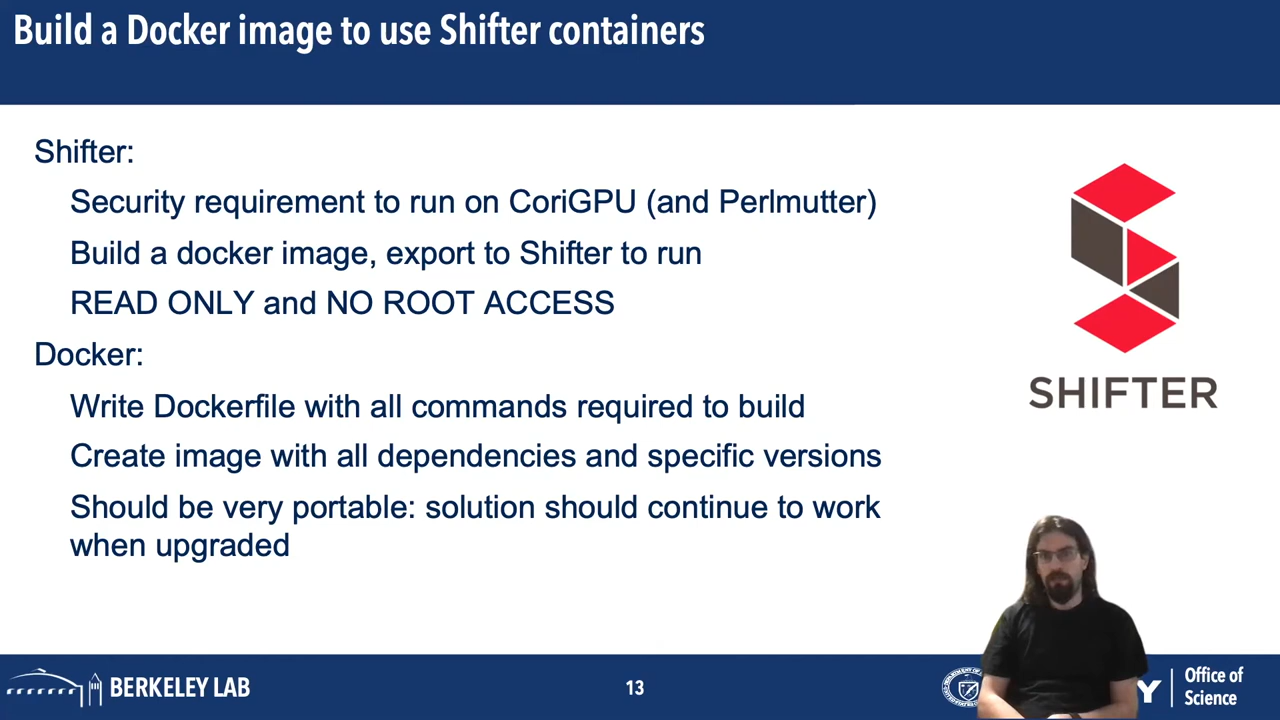 Build a Docker image to use Shifter containers
Shifter:
Security requirement to run on CoriGPU (and Perlmutter)
Build a docker image, export to Shifter to run
READ ONLY and NO ROOT ACCESS
Docker:
Write Dockerfile with all commands required to build
Create image with all dependencies and specific versions
Should be very portable: solution should continue to work
when upgraded
SHIFTER
BERKELEY LAB
13
Y
Office of
Science